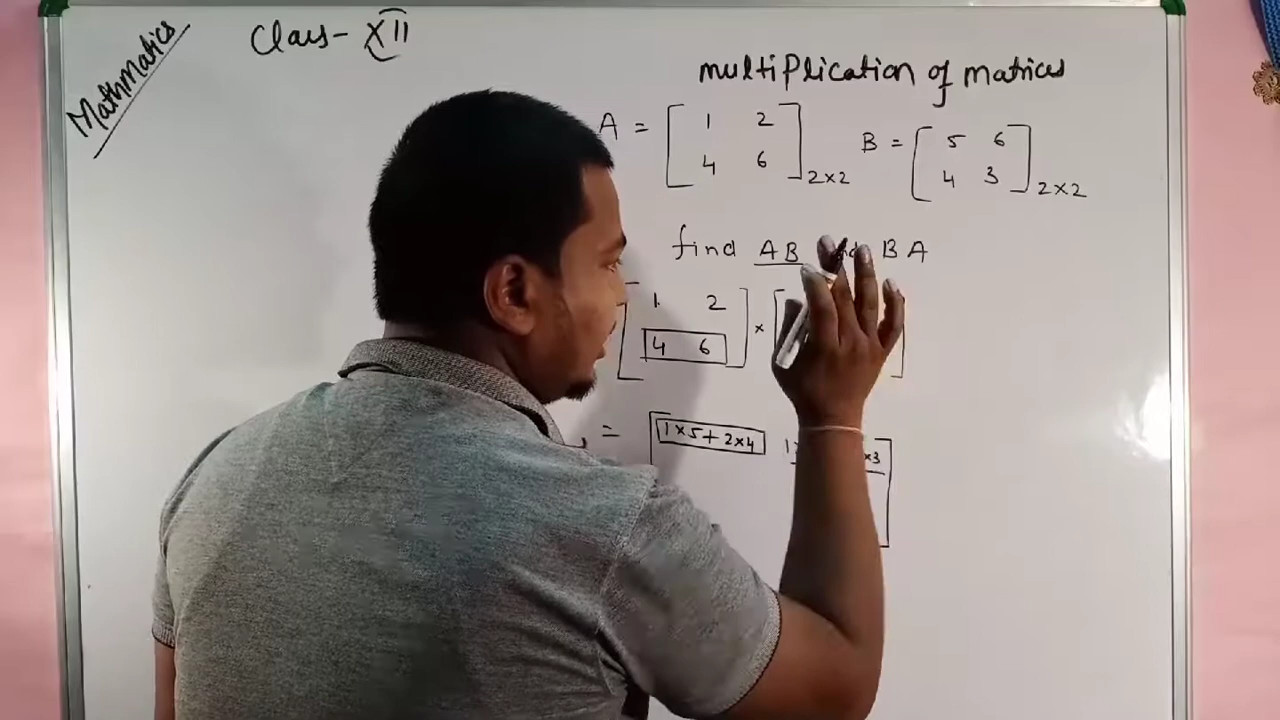 Mathmatics
Class- XII
multiplication of matrices
A = [ 1 2
4 6 ] 2×2
B = [ 5 6
4 3 ] 2×2
find AB BA
[ 1 2
4 6 ] × [ ]
= [ 1×5+2×4 ×3 ]